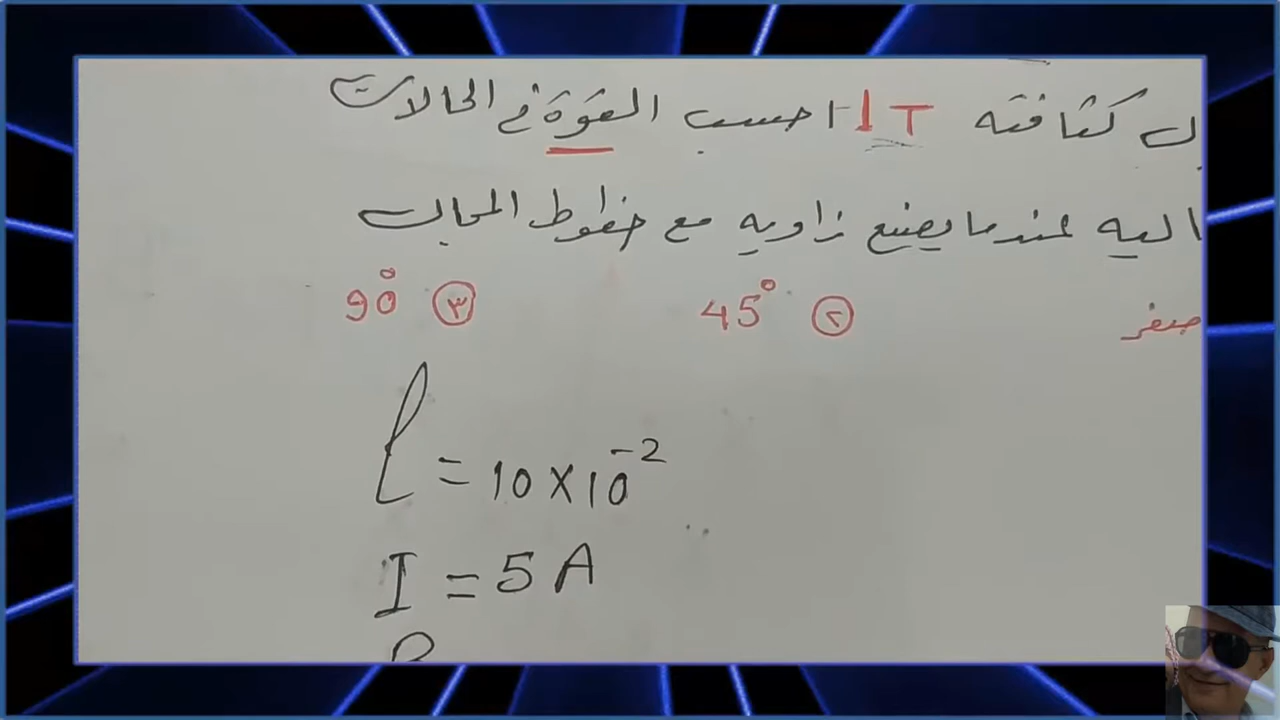 ل كثافته 1T احسب القوة في الحالات
اليه عندما يصنع زاويه مع خطوط المجال
صفر ② 45° ③ 90°
l = 10 × 10⁻²
I = 5 A